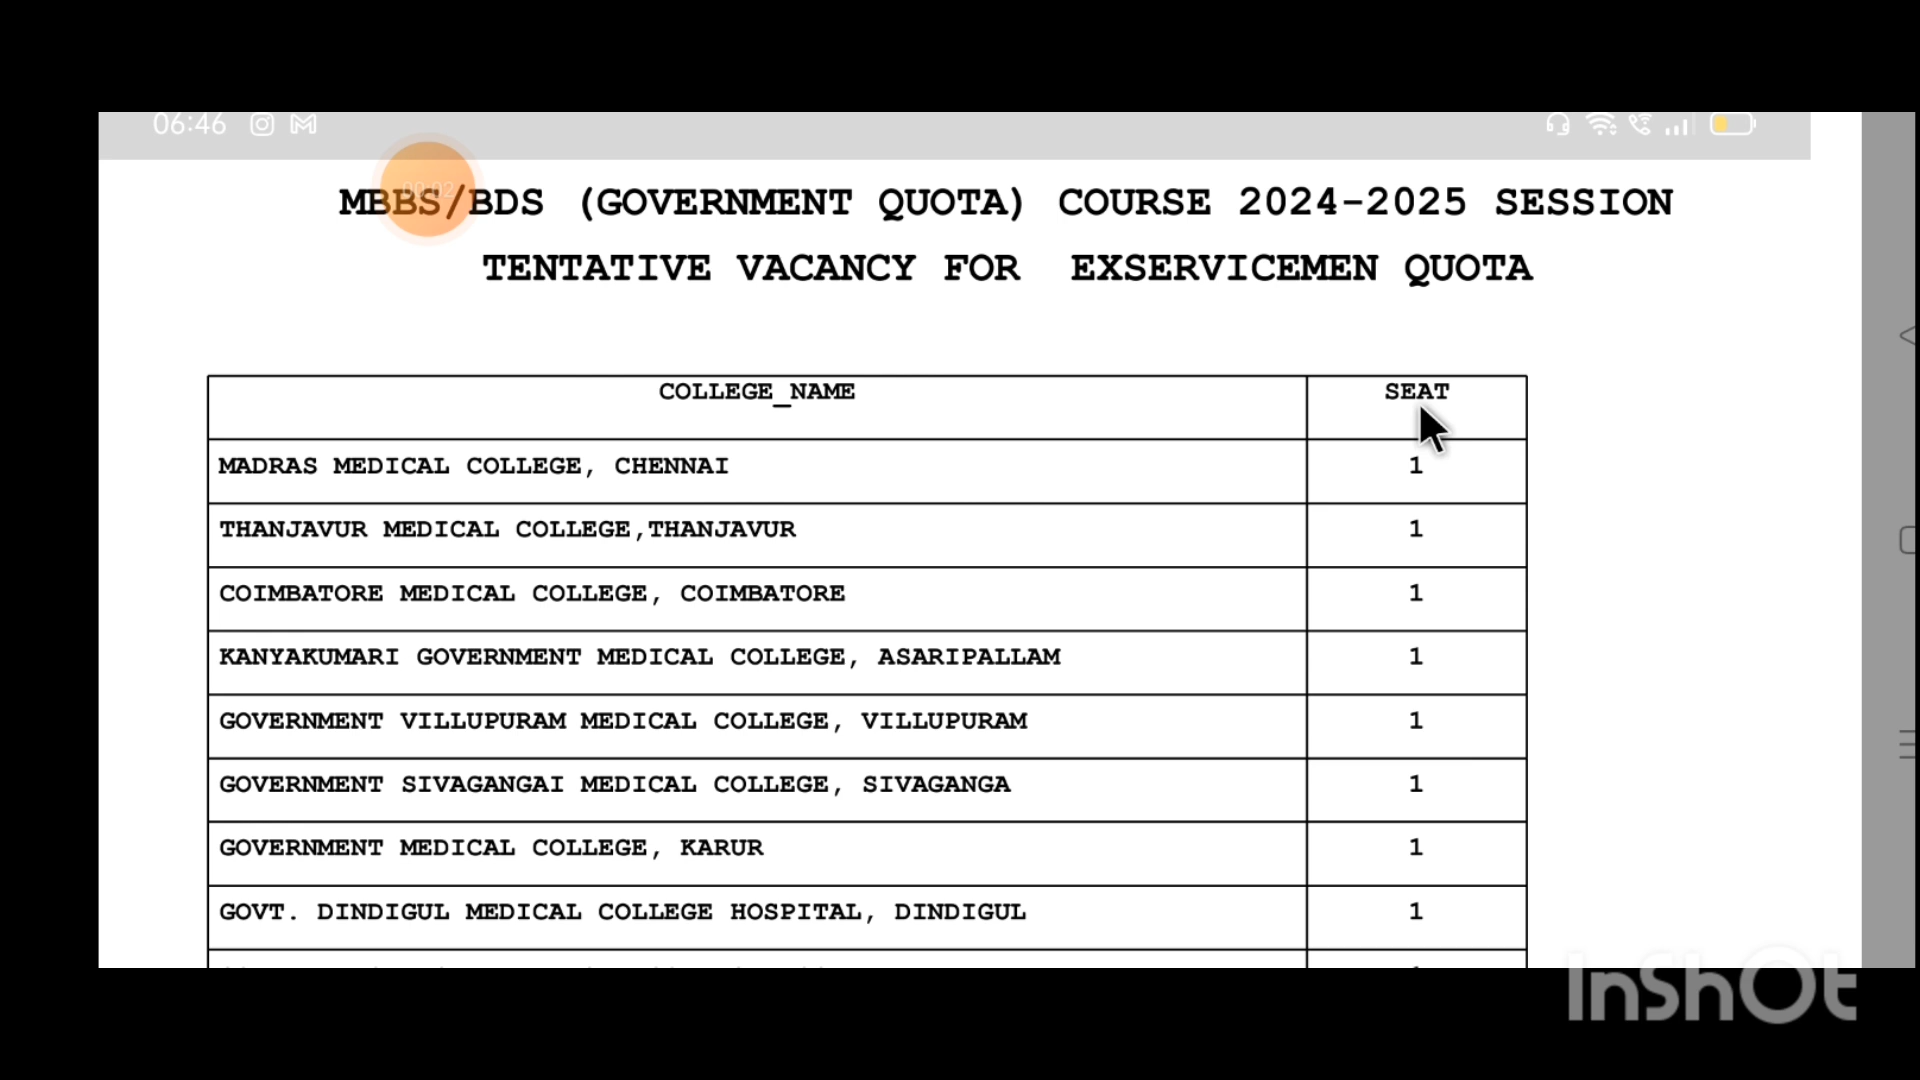 06:46
00:02
MBBS/BDS (GOVERNMENT QUOTA) COURSE 2024-2025 SESSION
TENTATIVE VACANCY FOR EXSERVICEMEN QUOTA
COLLEGE_NAME SEAT
MADRAS MEDICAL COLLEGE, CHENNAI 1
THANJAVUR MEDICAL COLLEGE,THANJAVUR 1
COIMBATORE MEDICAL COLLEGE, COIMBATORE 1
KANYAKUMARI GOVERNMENT MEDICAL COLLEGE, ASARIPALLAM 1
GOVERNMENT VILLUPURAM MEDICAL COLLEGE, VILLUPURAM 1
GOVERNMENT SIVAGANGAI MEDICAL COLLEGE, SIVAGANGA 1
GOVERNMENT MEDICAL COLLEGE, KARUR 1
GOVT. DINDIGUL MEDICAL COLLEGE HOSPITAL, DINDIGUL 1
InShOt